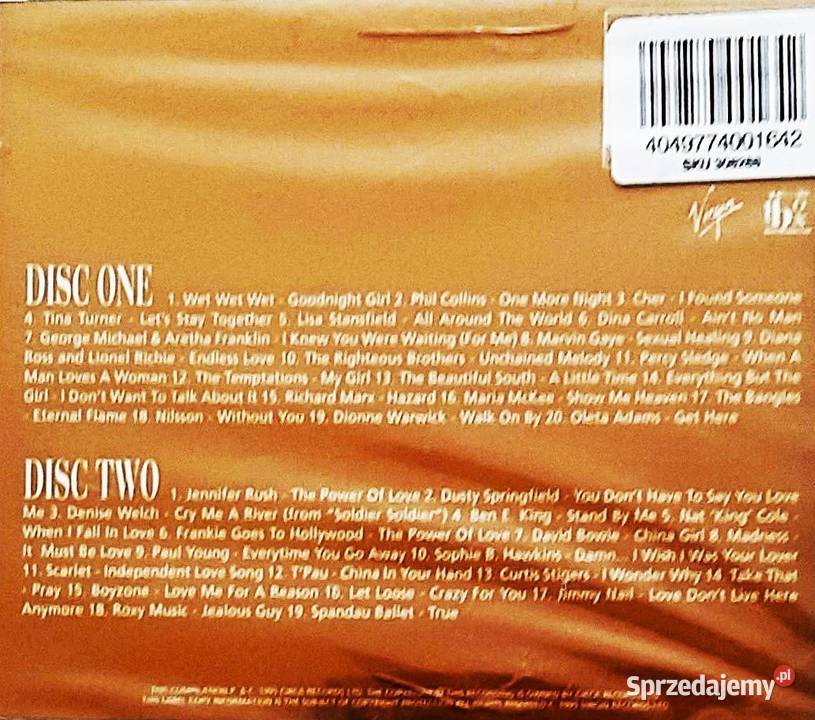 4049774001642
Virgin
DISC ONE 1. Wet Wet Wet - Goodnight Girl 2. Phil Collins - One More Night 3. Cher - I Found Someone
4. Tina Turner - Let's Stay Together 5. Lisa Stansfield - All Around The World 6. Dina Carroll - Ain't No Man
7. George Michael & Aretha Franklin - I Knew You Were Waiting (For Me) 8. Marvin Gaye - Sexual Healing 9. Diana
Ross and Lionel Richie - Endless Love 10. The Righteous Brothers - Unchained Melody 11. Percy Sledge - When A
Man Loves A Woman 12. The Temptations - My Girl 13. The Beautiful South - A Little Time 14. Everything But The
Girl - I Don't Want To Talk About It 15. Richard Marx - Hazard 16. Maria McKee - Show Me Heaven 17. The Bangles
- Eternal Flame 18. Nilsson - Without You 19. Dionne Warwick - Walk On By 20. Oleta Adams - Get Here
DISC TWO 1. Jennifer Rush - The Power Of Love 2. Dusty Springfield - You Don't Have To Say You Love
Me 3. Denise Welch - Cry Me A River (from "Soldier Soldier") 4. Ben E. King - Stand By Me 5. Nat 'King' Cole -
When I Fall In Love 6. Frankie Goes To Hollywood - The Power Of Love 7. David Bowie - China Girl 8. Madness -
It Must Be Love 9. Paul Young - Everytime You Go Away 10. Sophie B. Hawkins - Damn... I Wish I Was Your Lover
11. Scarlet - Independent Love Song 12. T'Pau - China In Your Hand 13. Curtis Stigers - I Wonder Why 14. Take That
- Pray 15. Boyzone - Love Me For A Reason 16. Let Loose - Crazy For You 17. Jimmy Nail - Love Don't Live Here
Anymore 18. Roxy Music - Jealous Guy 19. Spandau Ballet - True
Sprzedajemy.pl